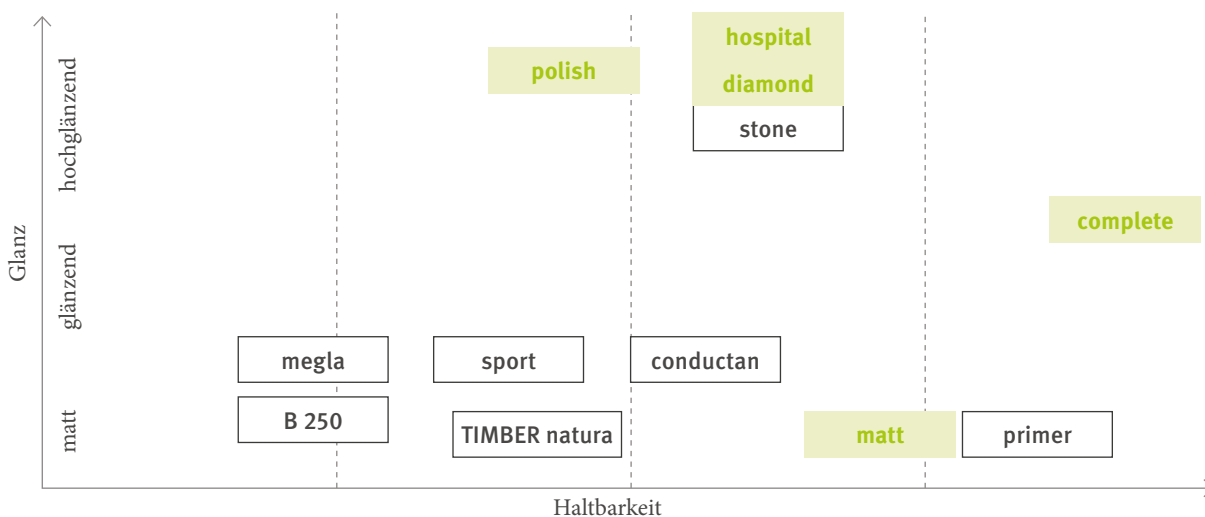 hospital
polish
diamond
stone
complete
megla
sport
conductan
B 250
TIMBER natura
matt
primer
Glanz
hochglänzend
glänzend
matt
Haltbarkeit